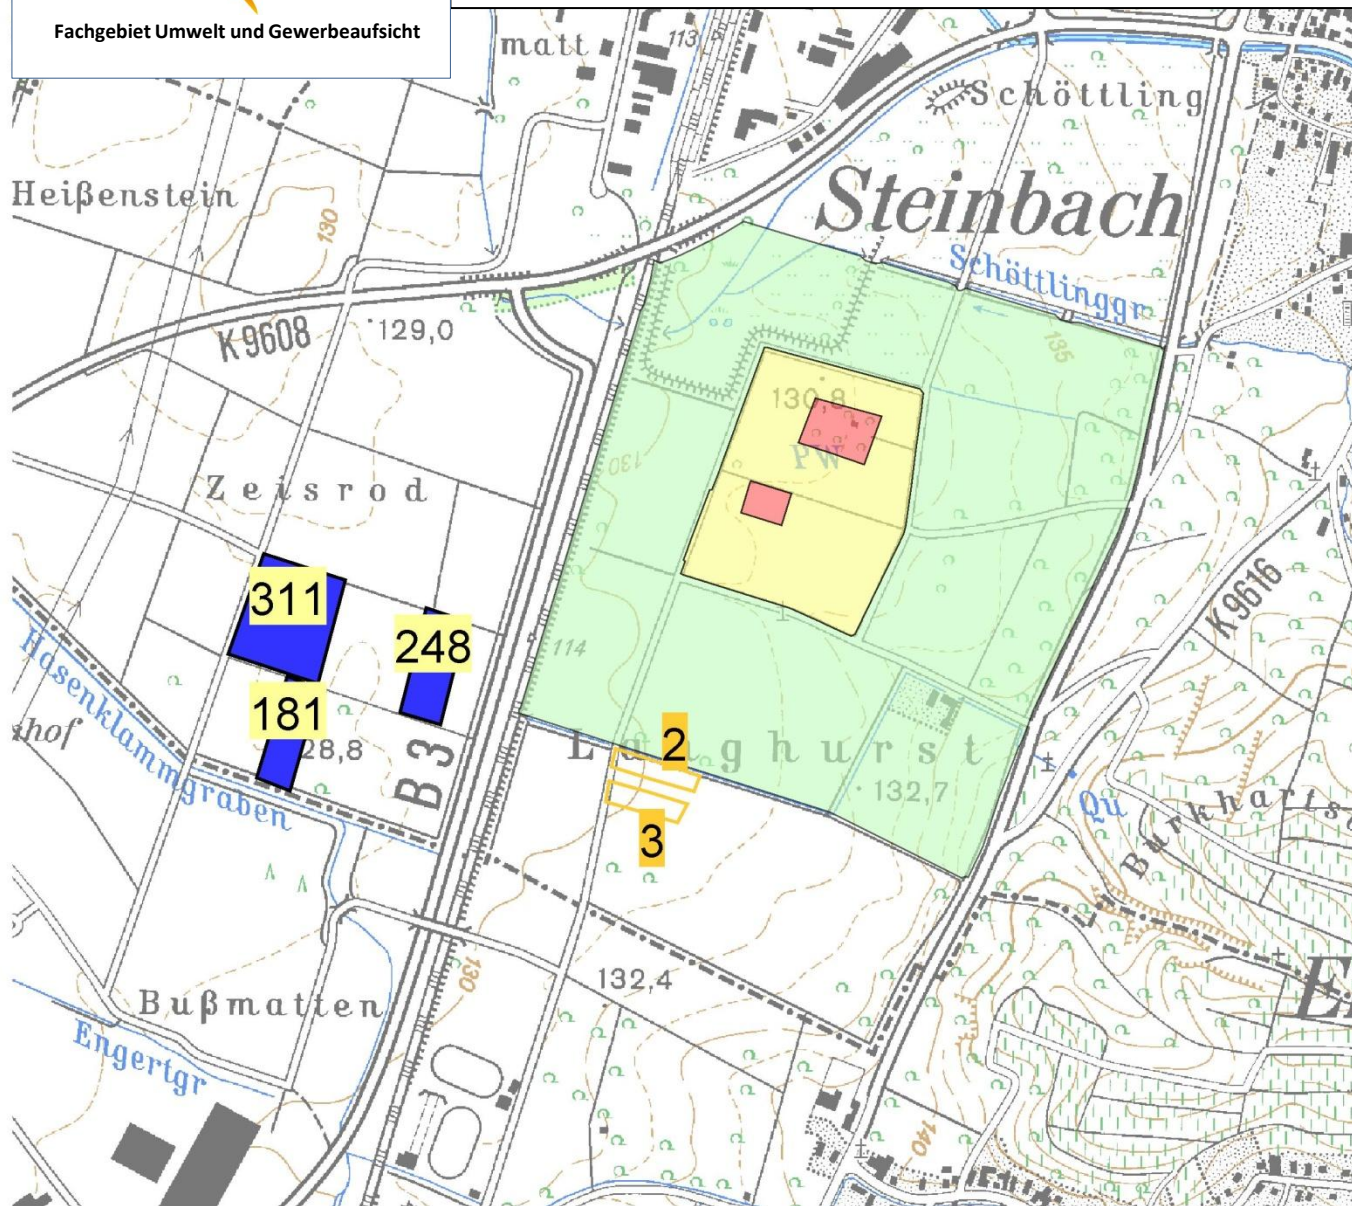 Fachgebiet Umwelt und Gewerbeaufsicht
matt
113,
Schöttling
Heißenstein
130
Steinbach
Schöttlinggr
K 9608
129,0
135
130,8
PW
130
Zeisrod
311
248
181
28,8
Hasenklammgraben
hof
B 3
114
K 9616
2
Langhurst
132,7
3
Qu
Burkharts
130
132,4
Bußmatten
Engertgr
140